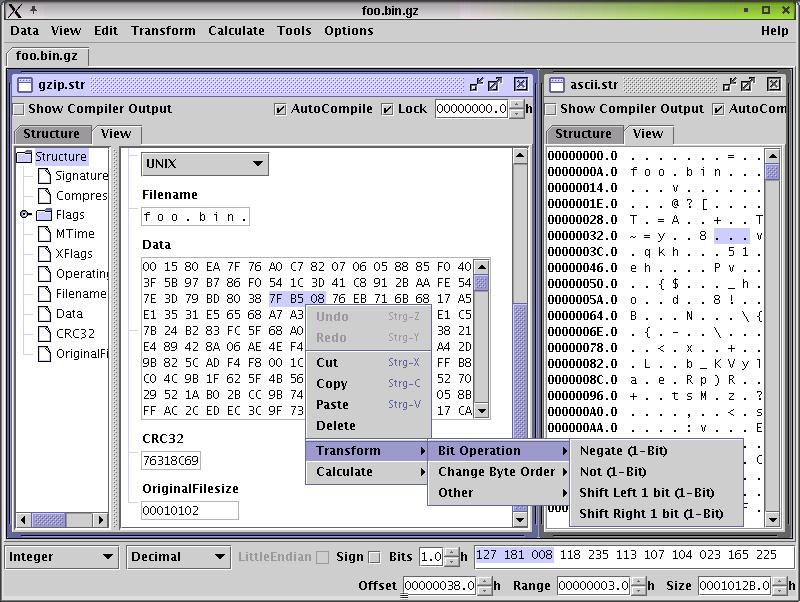 foo.bin.gz
Data View Edit Transform Calculate Tools Options Help
foo.bin.gz
gzip.str
Show Compiler Output AutoCompile Lock 00000000.0 h
Structure View
Structure
Signature
Compres
Flags
MTime
XFlags
Operating
Filename
Data
CRC32
OriginalFi
UNIX
Filename
f o o . b i n .
Data
00 15 80 EA 7F 76 A0 C7 82 07 06 05 88 85 F0 40
3F 5B 97 B7 86 F0 54 1C 3D 41 C8 91 2B AA FE 54
7E 3D 79 BD 80 38 7F B5 08 76 EB 71 6B 68 17 A5
E1 35 31 E5 65 68 A7 A3 E1 C5
7B 24 B2 83 FC 5F 68 A0 38 21
E4 89 42 8A 06 AE 4E F4 2D
9B 82 5C AD F4 F8 00 1C FF B8
C0 4C 9B 1F 62 5F 4B 56 52 70
29 52 1A B0 2B CC 9B 74 05 8B
FF AC 2C ED EC 3C 9F 73 17 CA
CRC32
76318C69
OriginalFilesize
00010102
Undo Strg-Z
Redo Strg-Y
Cut Strg-X
Copy Strg-C
Paste Strg-V
Delete
Transform
Calculate
Bit Operation
Change Byte Order
Other
Negate (1-Bit)
Not (1-Bit)
Shift Left 1 bit (1-Bit)
Shift Right 1 bit (1-Bit)
ascii.str
Show Compiler Output AutoCom
Structure View
00000000.0 . . . . . . . = . .
0000000A.0 f o o . b i n . . .
00000014.0 . . . v . . . . . .
0000001E.0 . . . @ ? [ . . . .
00000028.0 T . = A . . + . . T
00000032.0 ~ = y . . 8 . . . v
0000003C.0 . q k h . . . 5 1 .
00000046.0 e h . . . . P v . .
00000050.0 . . { $ . . . _ h .
0000005A.0 . . d . . . 8 ! . .
00000064.0 B . . . N . . . \ {
0000006E.0 . ( . - . . \ . . .
00000078.0 . . < . x . . + . .
00000082.0 . L . . b _ K V y l
0000008C.0 . a . e . R p ) R . .
00000096.0 + . . t s M . z . ?
000000A0.0 . . . . . , . < s
000000AA.0 . . . . : v . . E
Integer Decimal LittleEndian Sign Bits 1.0 h 127 181 008 118 235 113 107 104 023 165 225
Offset 00000038.0 h Range 00000003.0 h Size 0001012B.0 h